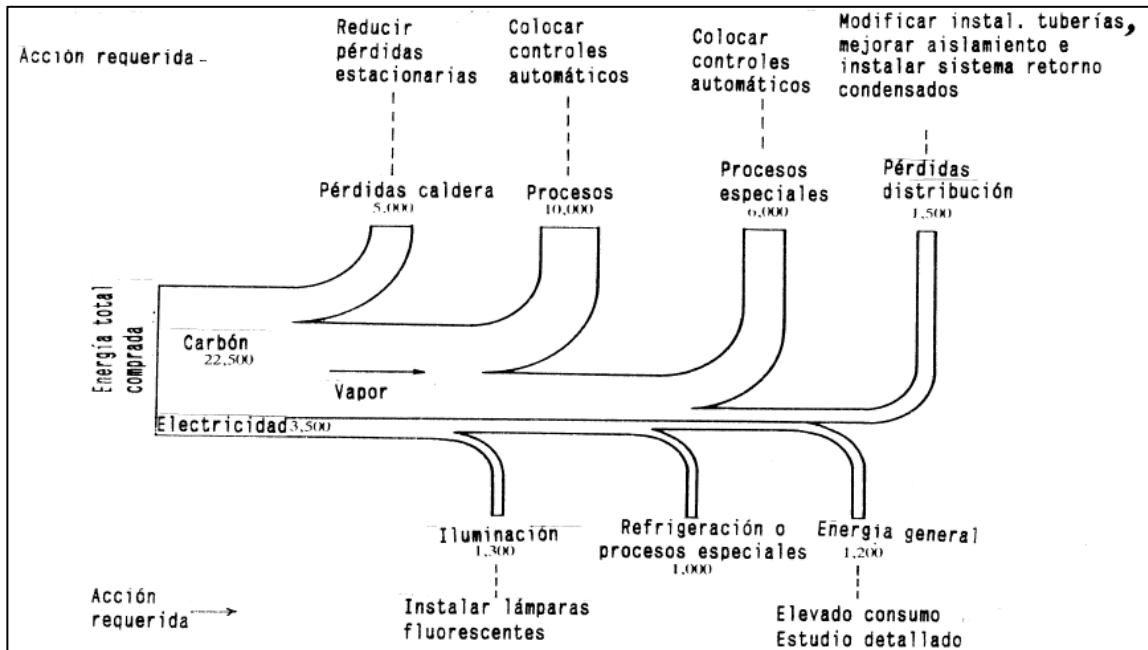 Acción requerida -
Reducir
pérdidas
estacionarias
Colocar
controles
automáticos
Colocar
controles
automáticos
Modificar instal. tuberías,
mejorar aislamiento e
instalar sistema retorno
condensados
Pérdidas caldera
5,000
Procesos
10,000
Procesos
especiales
6,000
Pérdidas
distribución
1,500
Energía total
comprada
Carbón
22,500
Vapor
Electricidad 3,500
Iluminación
1,300
Refrigeración o
procesos especiales
1,000
Energia general
1,200
Acción
requerida
Instalar lámparas
fluorescentes
Elevado consumo
Estudio detallado